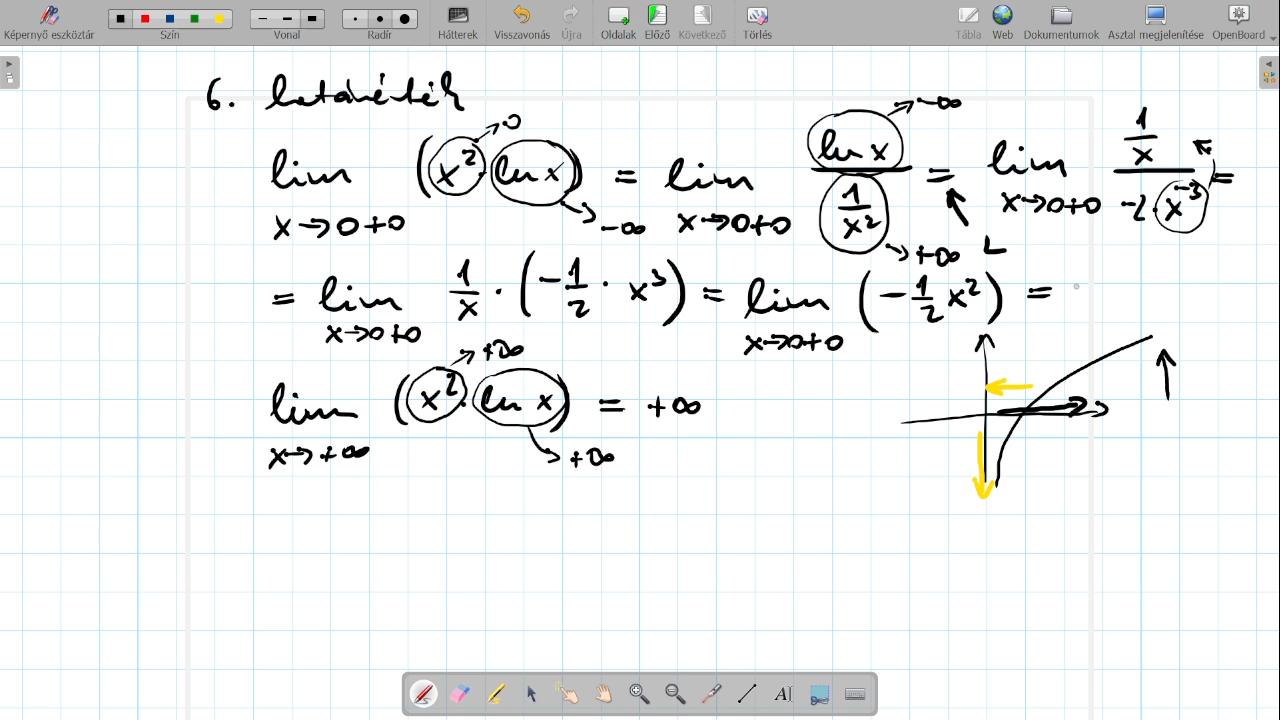 Képernyő eszköztár Szín Vonal Radír Hátterek Visszavonás Újra Oldalak Előző Következő Törlés Tábla Web Dokumentumok Asztal megjelenítése OpenBoard
6. határérték
lim x→0+0 (x² · ln x) = lim x→0+0 ln x / (1/x²) = lim x→0+0 (1/x) / (-2·x⁻³) =
→0 →-∞ →-∞ →+∞ L
= lim x→0+0 1/x · (-1/2 · x³) = lim x→0+0 (-1/2 x²) =
lim x→+∞ (x² · ln x) = +∞
→+∞ →+∞